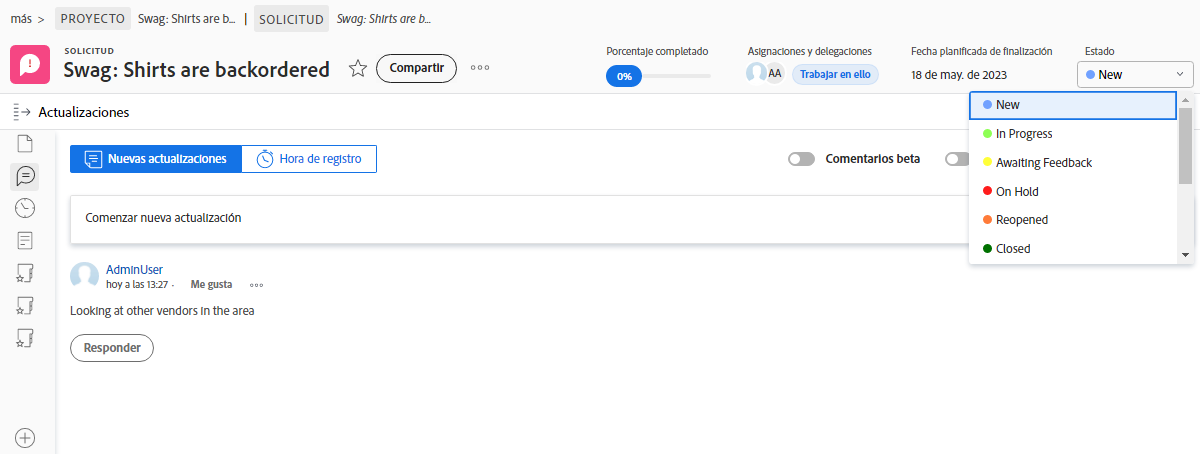 más > PROYECTO Swag: Shirts are b... | SOLICITUD Swag: Shirts are b...
SOLICITUD
Swag: Shirts are backordered
Compartir
Porcentaje completado
0%
Asignaciones y delegaciones
AA
Trabajar en ello
Fecha planificada de finalización
18 de may. de 2023
Estado
New
New
In Progress
Awaiting Feedback
On Hold
Reopened
Closed
Actualizaciones
Nuevas actualizaciones
Hora de registro
Comentarios beta
Comenzar nueva actualización
AdminUser
hoy a las 13:27 ·
Me gusta
Looking at other vendors in the area
Responder